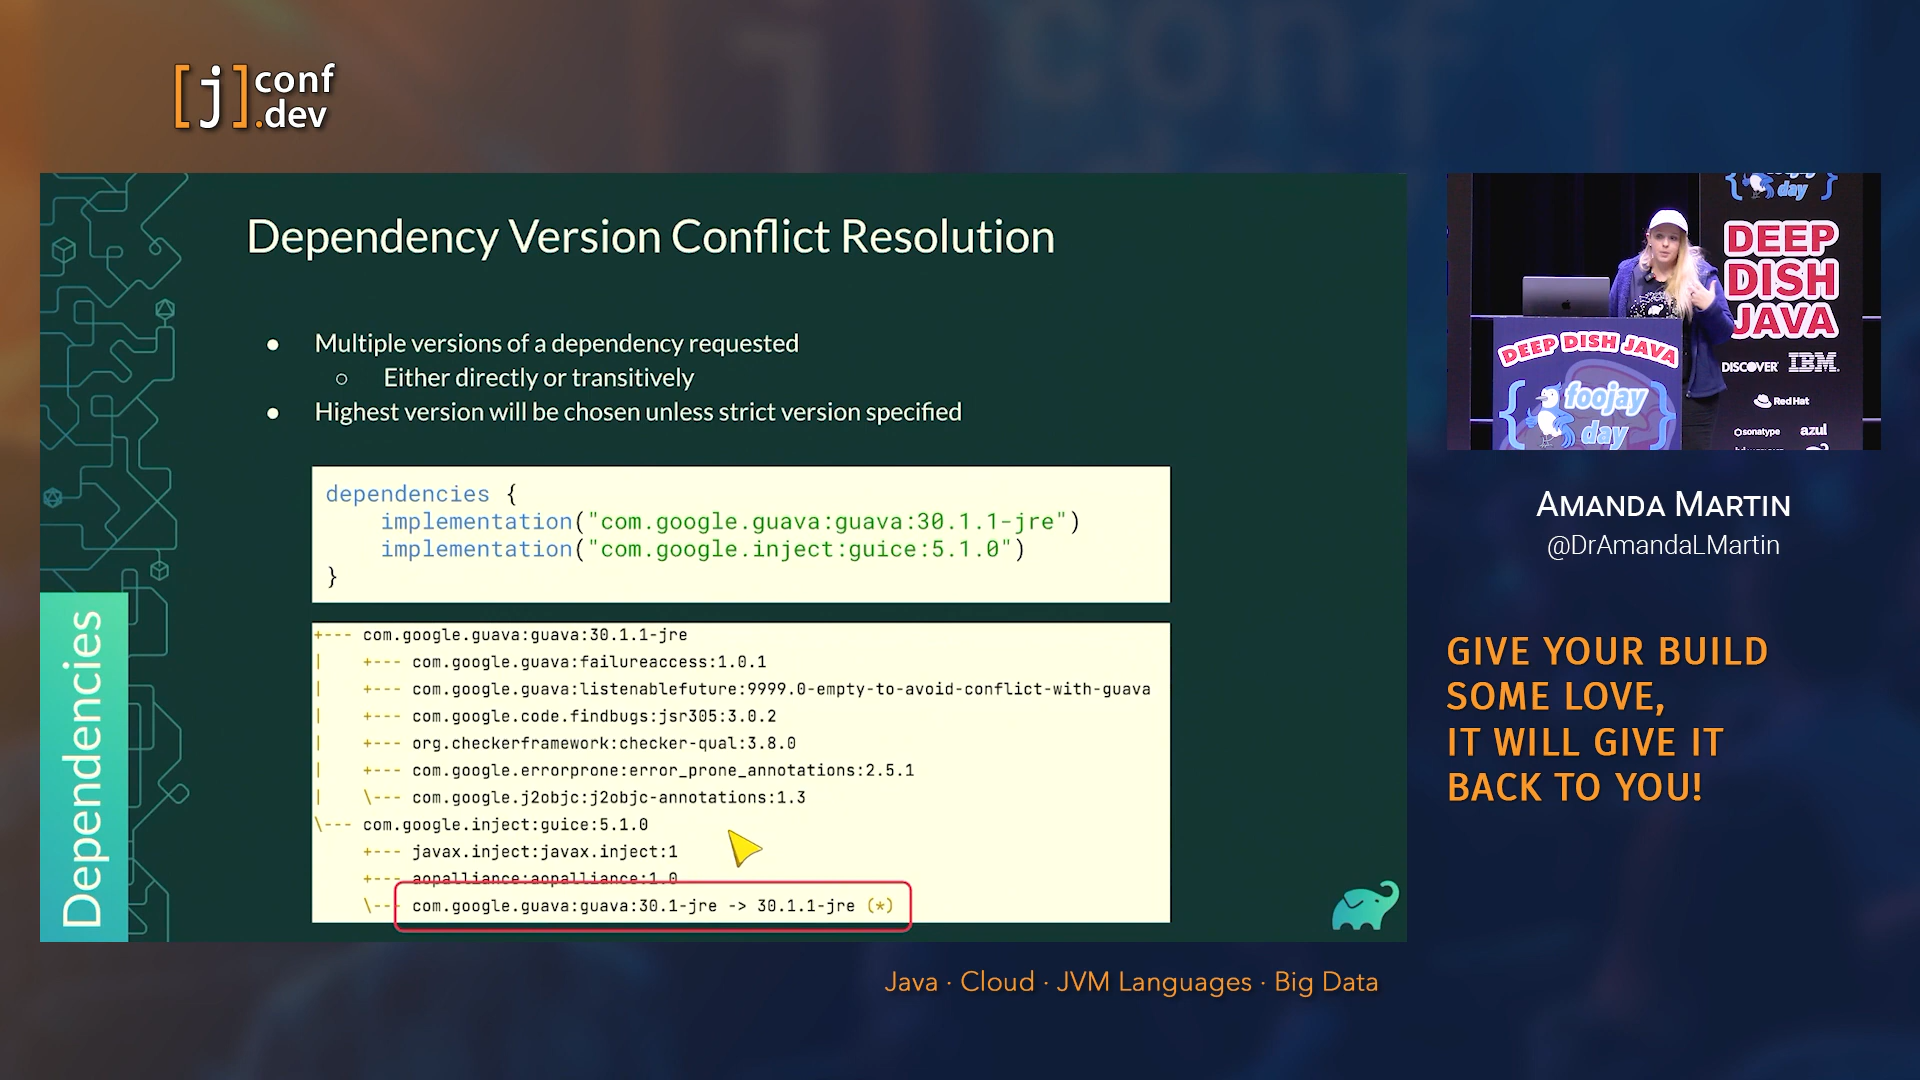 [j]conf
.dev
Dependency Version Conflict Resolution
● Multiple versions of a dependency requested
○ Either directly or transitively
● Highest version will be chosen unless strict version specified
dependencies {
    implementation("com.google.guava:guava:30.1.1-jre")
    implementation("com.google.inject:guice:5.1.0")
}
+--- com.google.guava:guava:30.1.1-jre
|    +--- com.google.guava:failureaccess:1.0.1
|    +--- com.google.guava:listenablefuture:9999.0-empty-to-avoid-conflict-with-guava
|    +--- com.google.code.findbugs:jsr305:3.0.2
|    +--- org.checkerframework:checker-qual:3.8.0
|    +--- com.google.errorprone:error_prone_annotations:2.5.1
|    \--- com.google.j2objc:j2objc-annotations:1.3
\--- com.google.inject:guice:5.1.0
     +--- javax.inject:javax.inject:1
     +--- aopalliance:aopalliance:1.0
     \--- com.google.guava:guava:30.1-jre -> 30.1.1-jre (*)
Dependencies
foojay
day
DEEP
DISH
JAVA
DISCOVER IBM
Red Hat
sonatype azul
DEEP DISH JAVA
foojay
day
AMANDA MARTIN
@DrAmandaLMartin
GIVE YOUR BUILD
SOME LOVE,
IT WILL GIVE IT
BACK TO YOU!
Java · Cloud · JVM Languages · Big Data